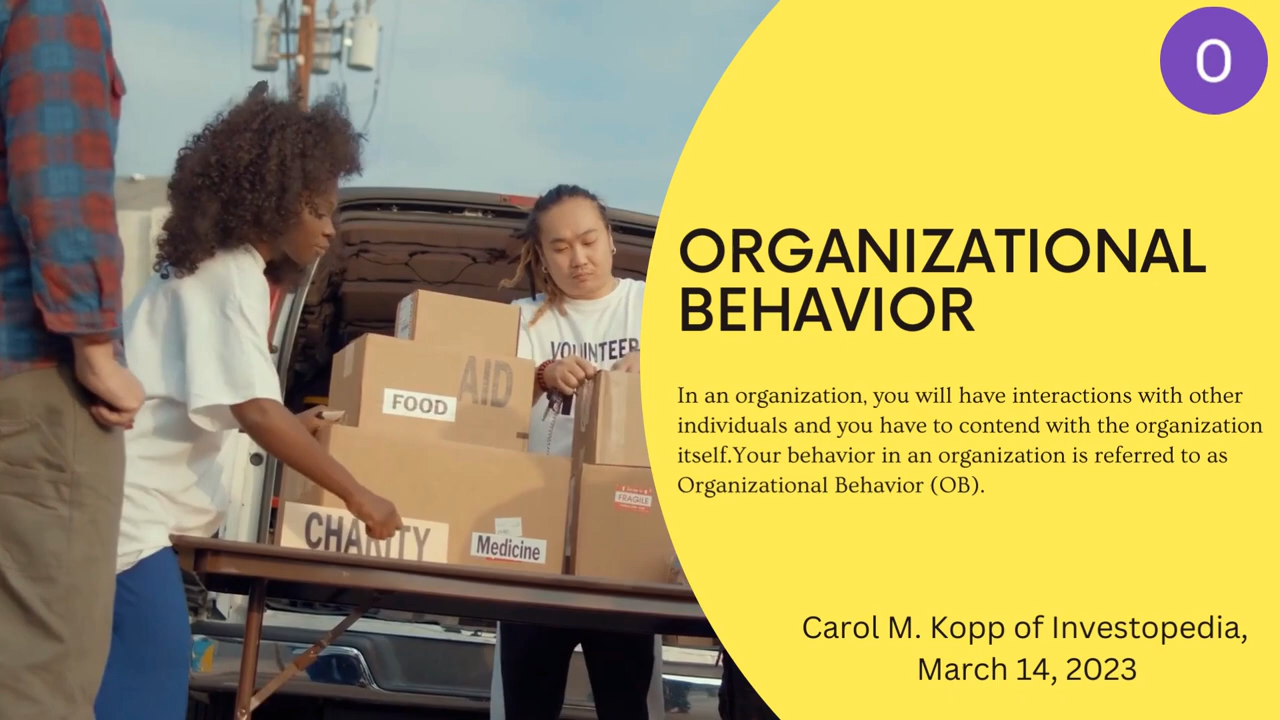 O
ORGANIZATIONAL
BEHAVIOR
In an organization, you will have interactions with other
individuals and you have to contend with the organization
itself.Your behavior in an organization is referred to as
Organizational Behavior (OB).
Carol M. Kopp of Investopedia,
March 14, 2023
VOLUNTEER
AID
FOOD
FRAGILE
CHARITY
Medicine